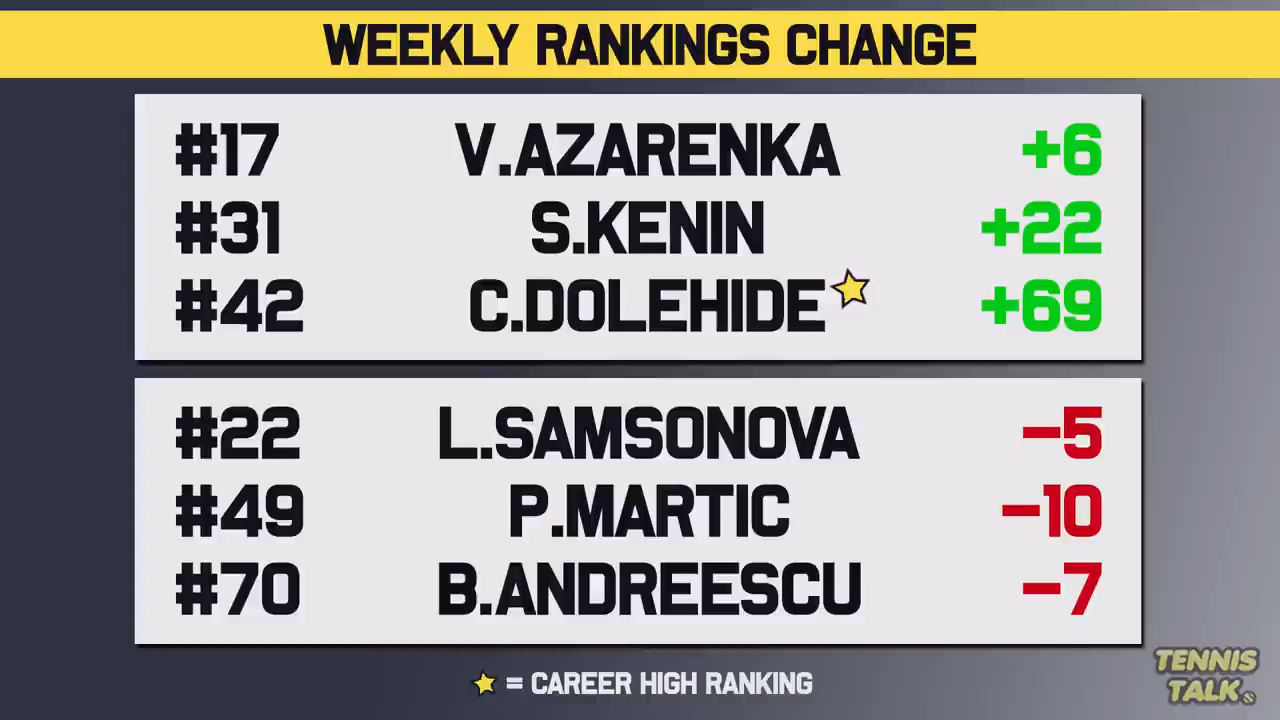 WEEKLY RANKINGS CHANGE
#17 V.AZARENKA +6
#31 S.KENIN +22
#42 C.DOLEHIDE +69
#22 L.SAMSONOVA -5
#49 P.MARTIC -10
#70 B.ANDREESCU -7
= CAREER HIGH RANKING
TENNIS
TALK